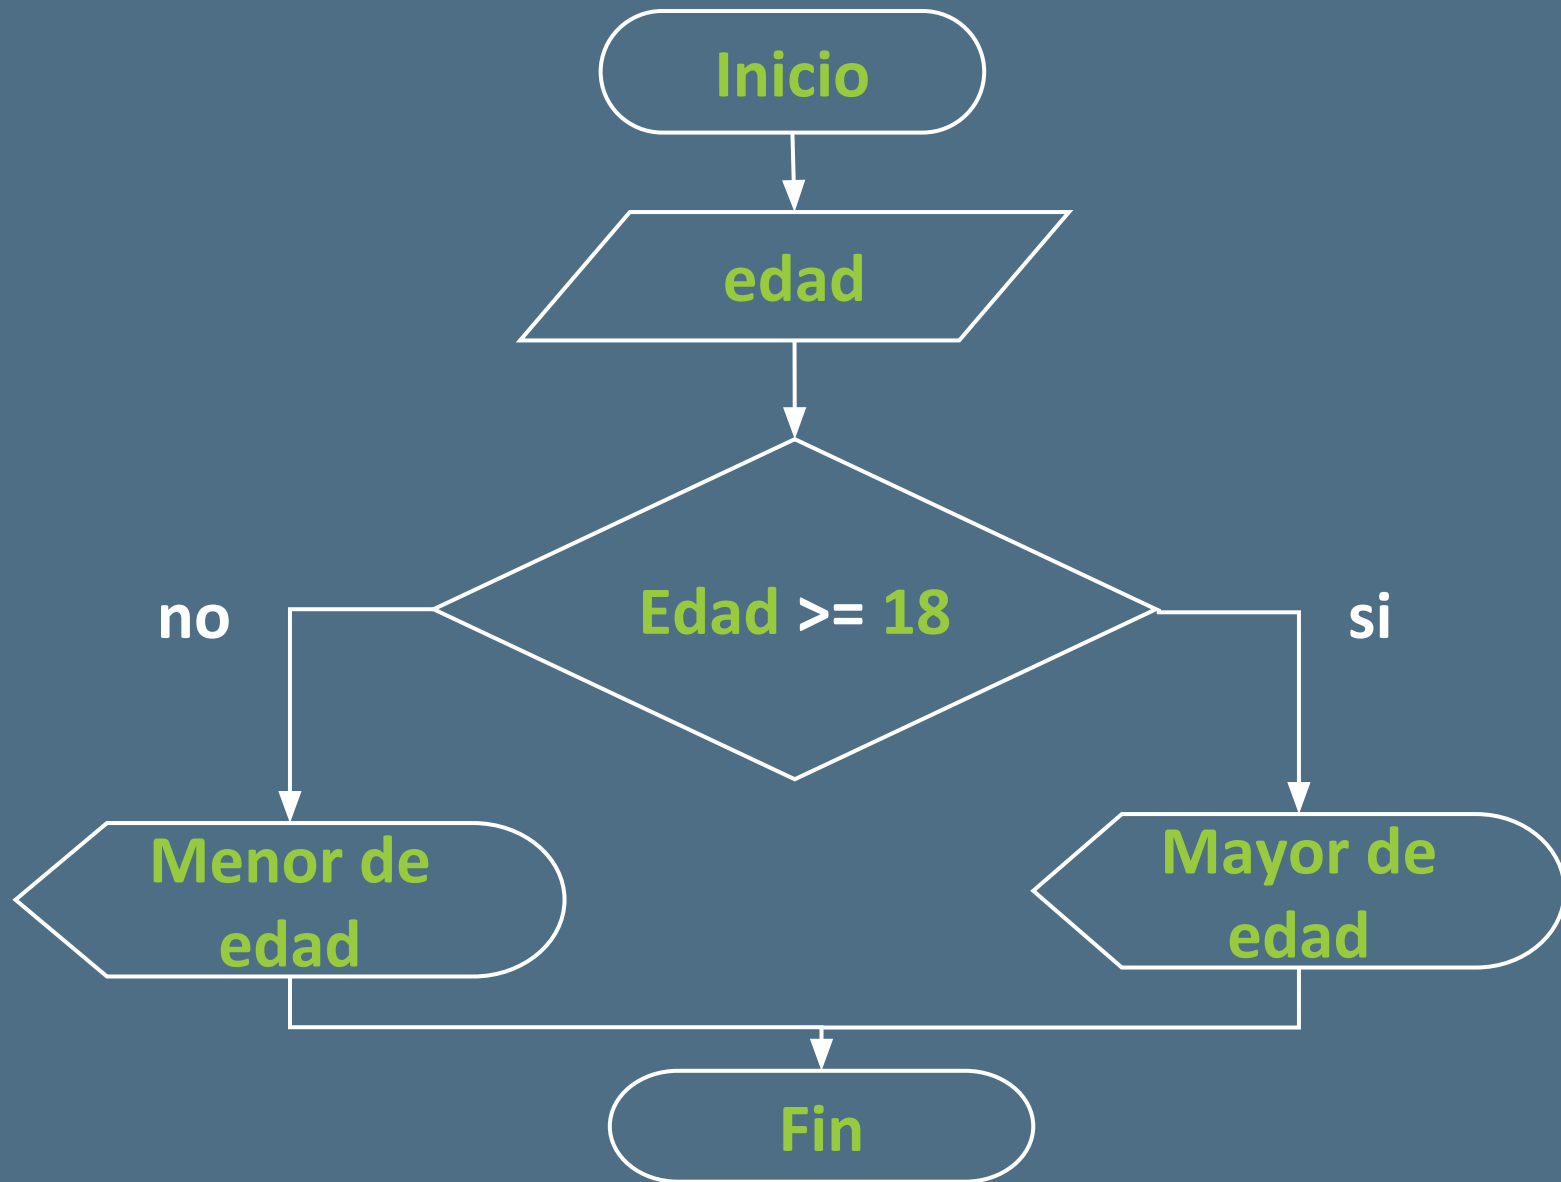 Inicio
edad
Edad >= 18
no
si
Menor de
edad
Mayor de
edad
Fin